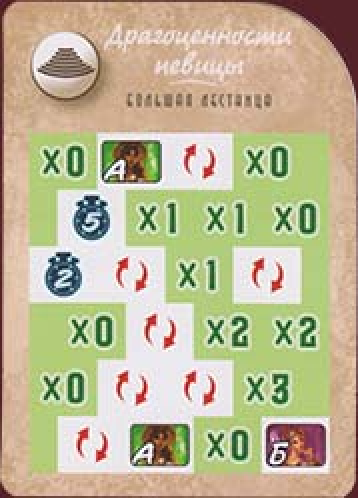 Драгоценности
певицы
БОЛЬШАЯ ЛЕСТНИЦА
x0 А x0
5 x1 x1 x0
2 x1
x0 x2 x2
x0 x3
А x0 Б